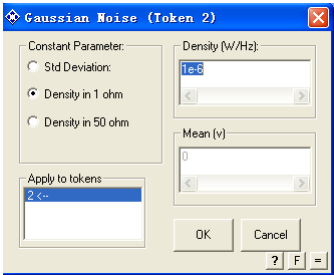 Gaussian Noise (Token 2)
Constant Parameter:
Std Deviation:
Density in 1 ohm
Density in 50 ohm
Density (W/Hz):
1e-6
Mean (v)
0
Apply to tokens
2 <--
OK
Cancel
? F =